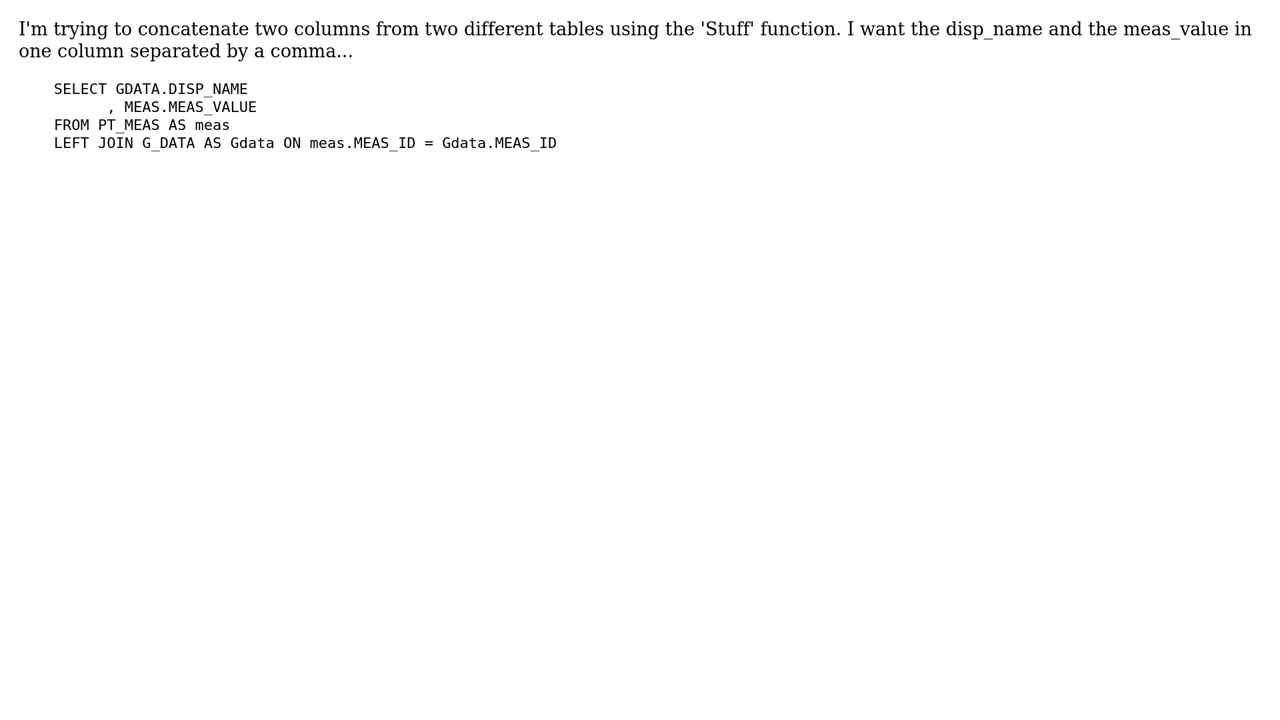 I'm trying to concatenate two columns from two different tables using the 'Stuff' function. I want the disp_name and the meas_value in
one column separated by a comma...
SELECT GDATA.DISP_NAME
      , MEAS.MEAS_VALUE
FROM PT_MEAS AS meas
LEFT JOIN G_DATA AS Gdata ON meas.MEAS_ID = Gdata.MEAS_ID